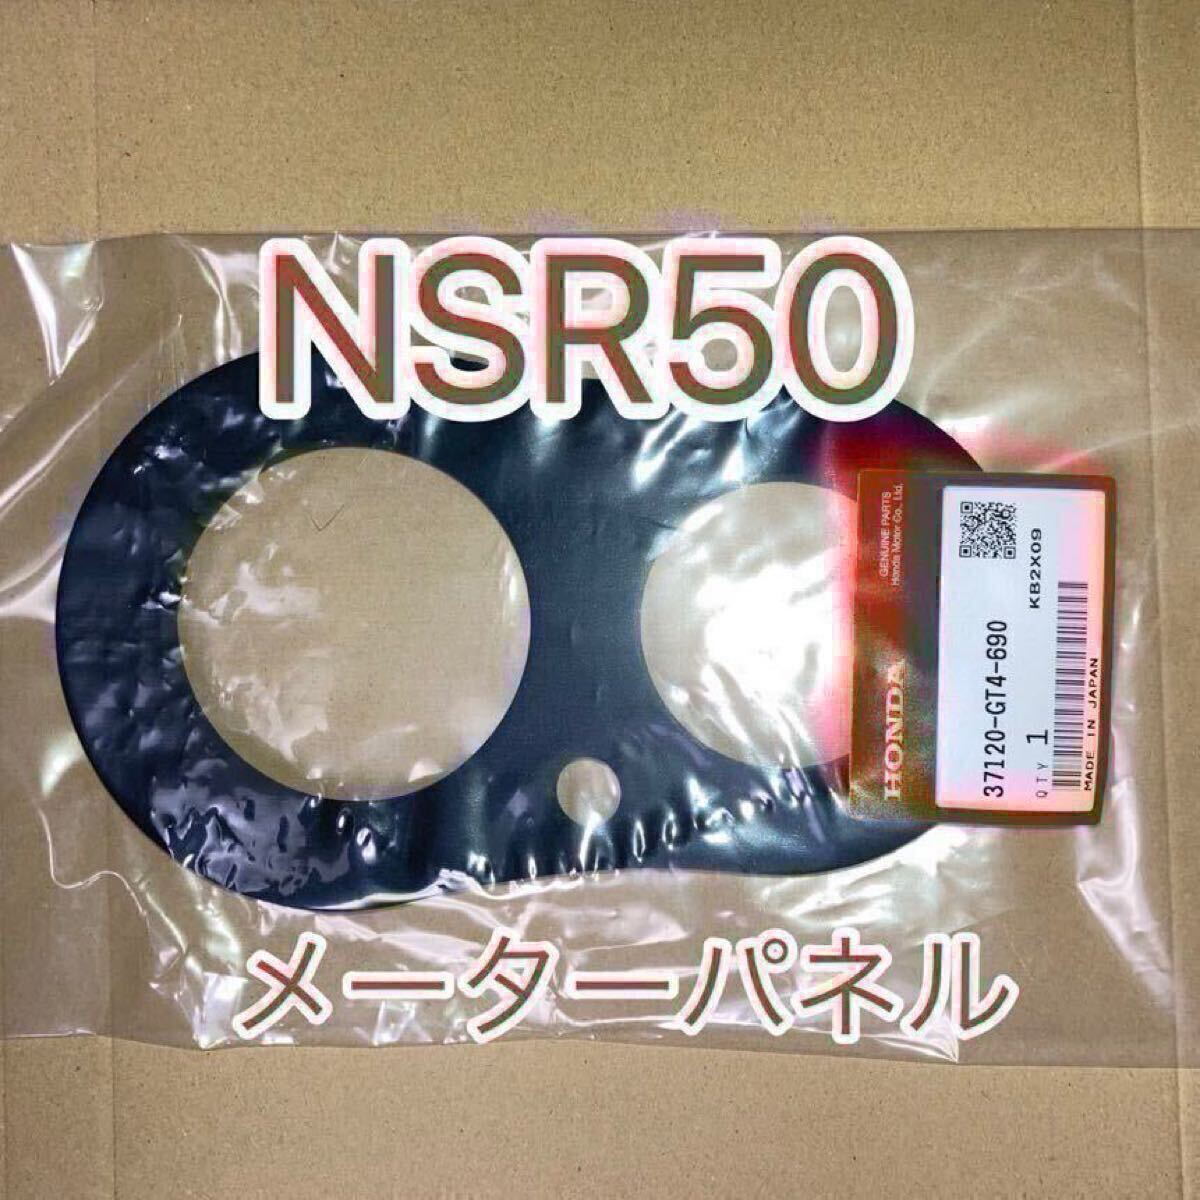 NSR50
GENUINE PARTS
Honda Motor Co., Ltd.
HONDA
37120-GT4-690
QTY 1
KB2X09
MADE IN JAPAN
メーターパネル